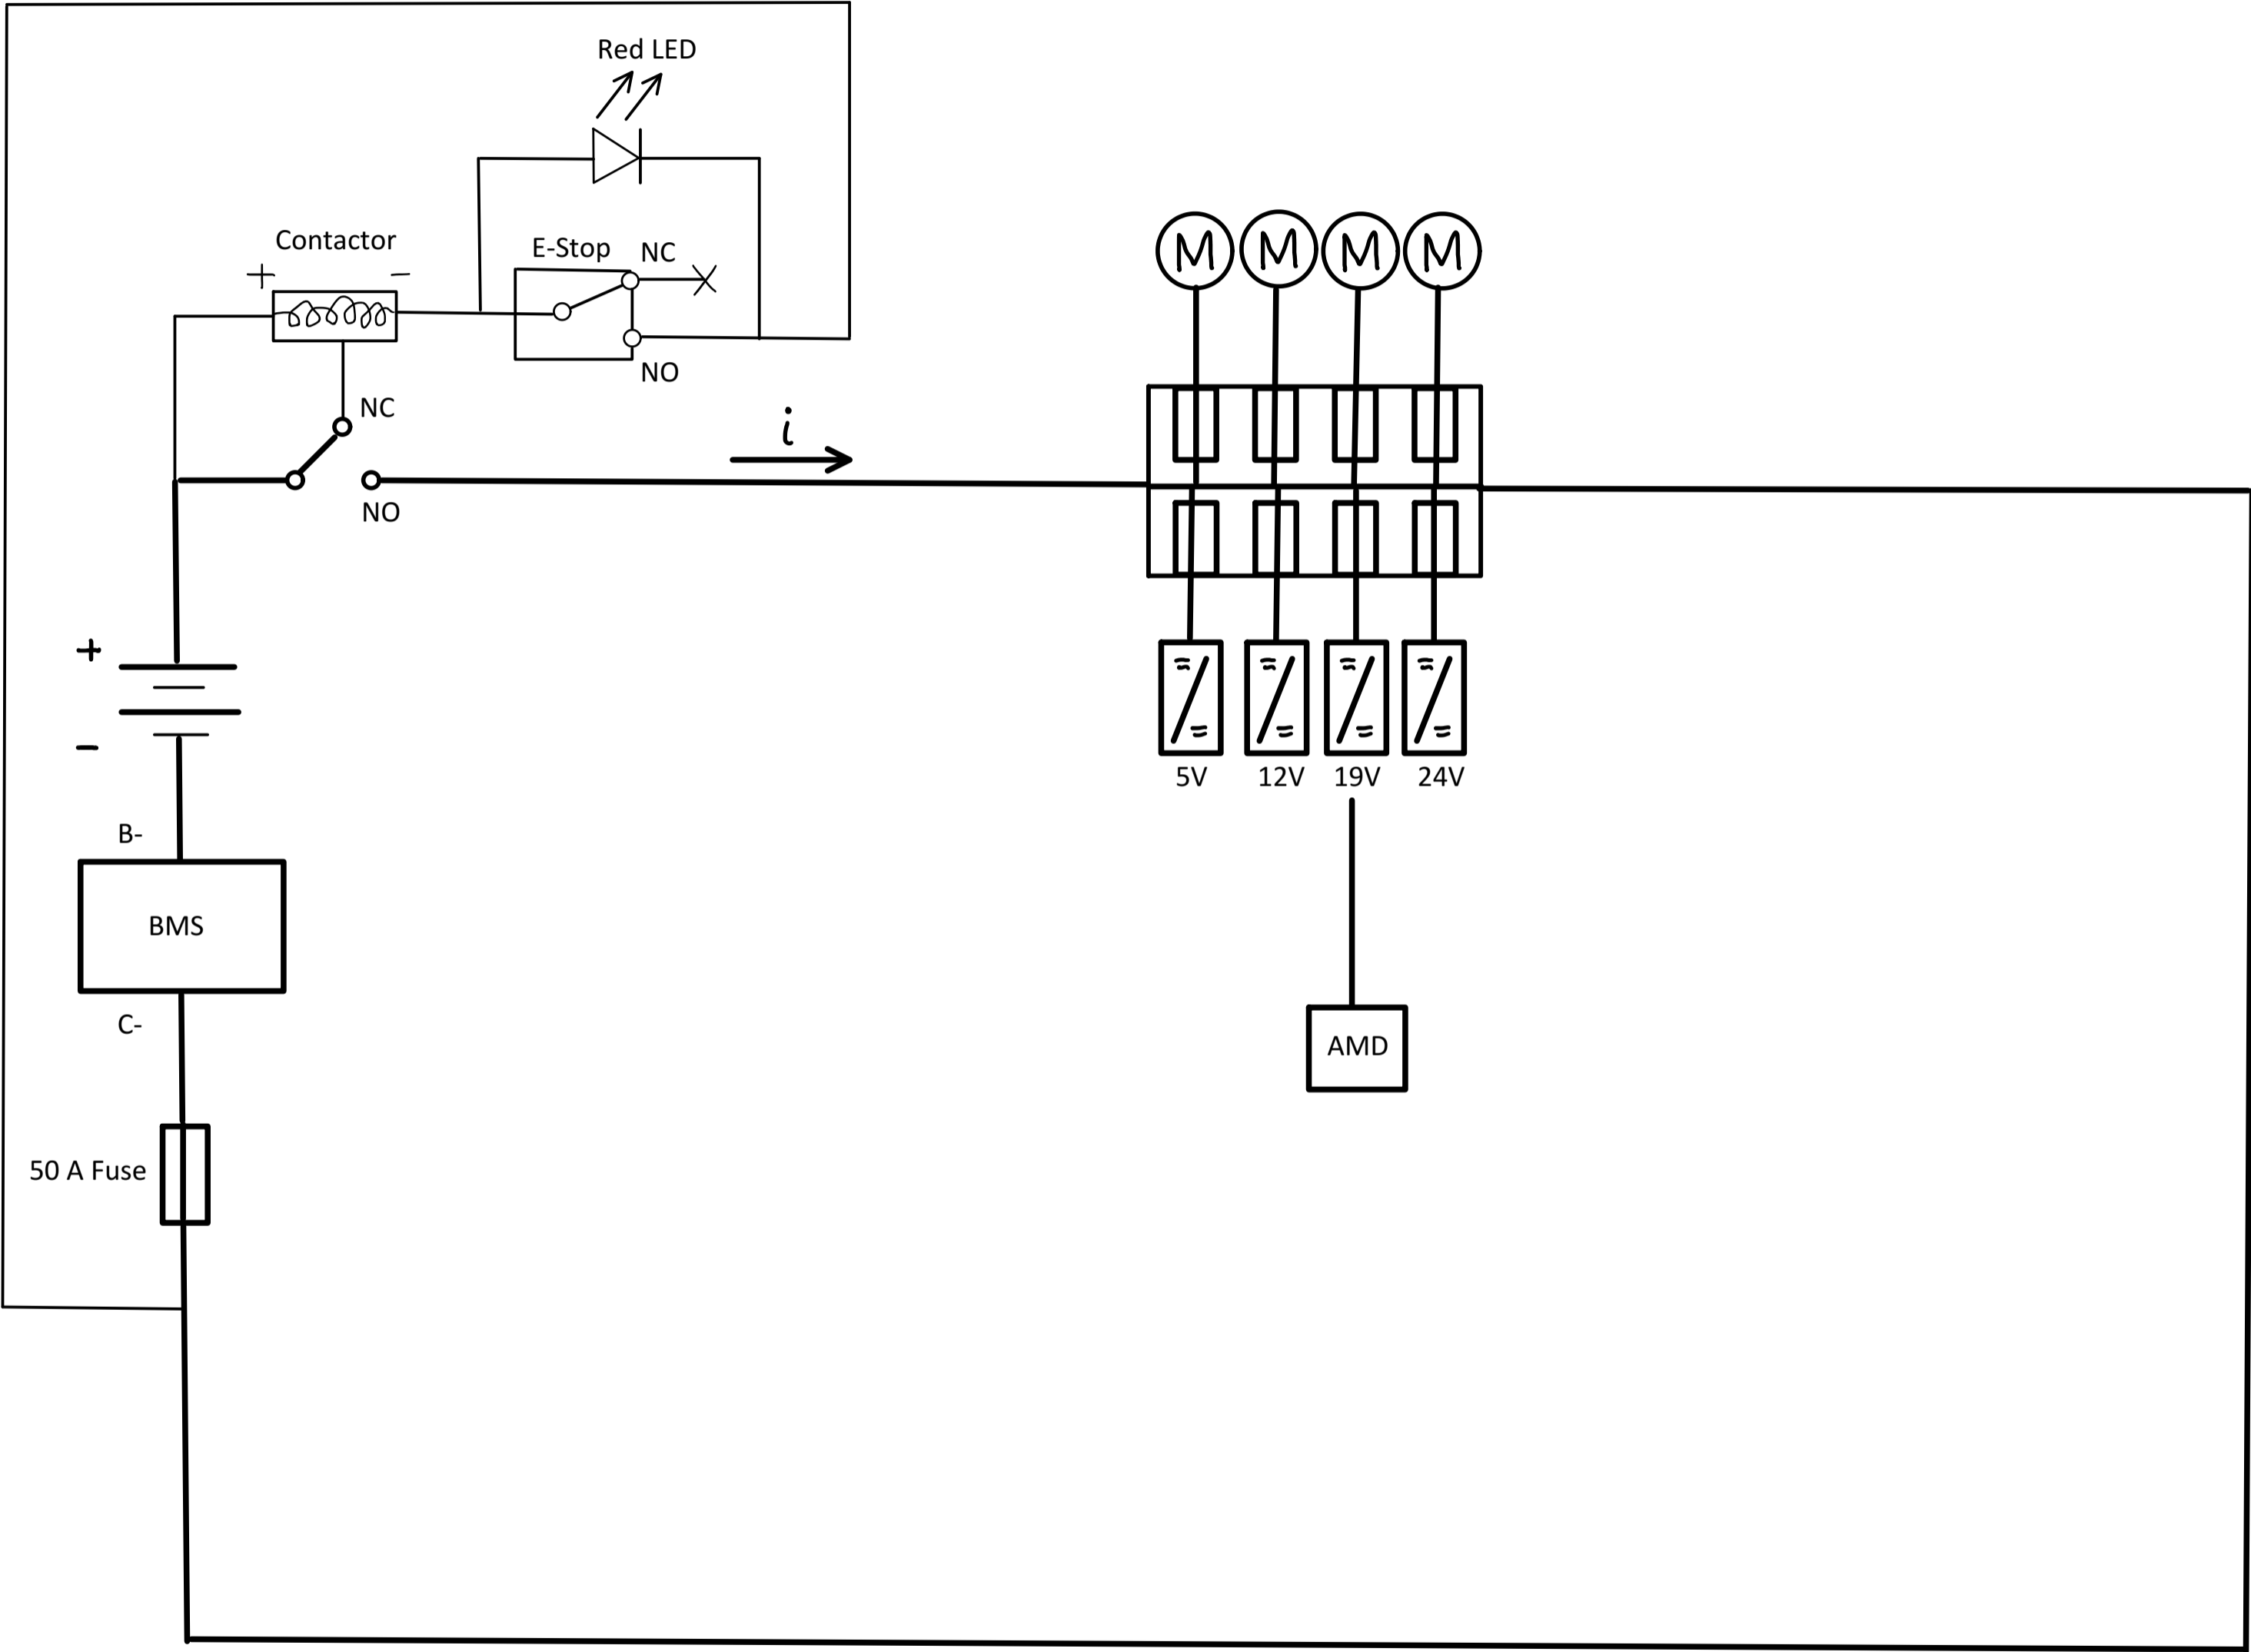 Red LED
Contactor
+
−
E-Stop
NC
NO
NC
NO
i
M
M
M
M
+
−
5V
12V
19V
24V
B-
BMS
C-
AMD
50 A Fuse